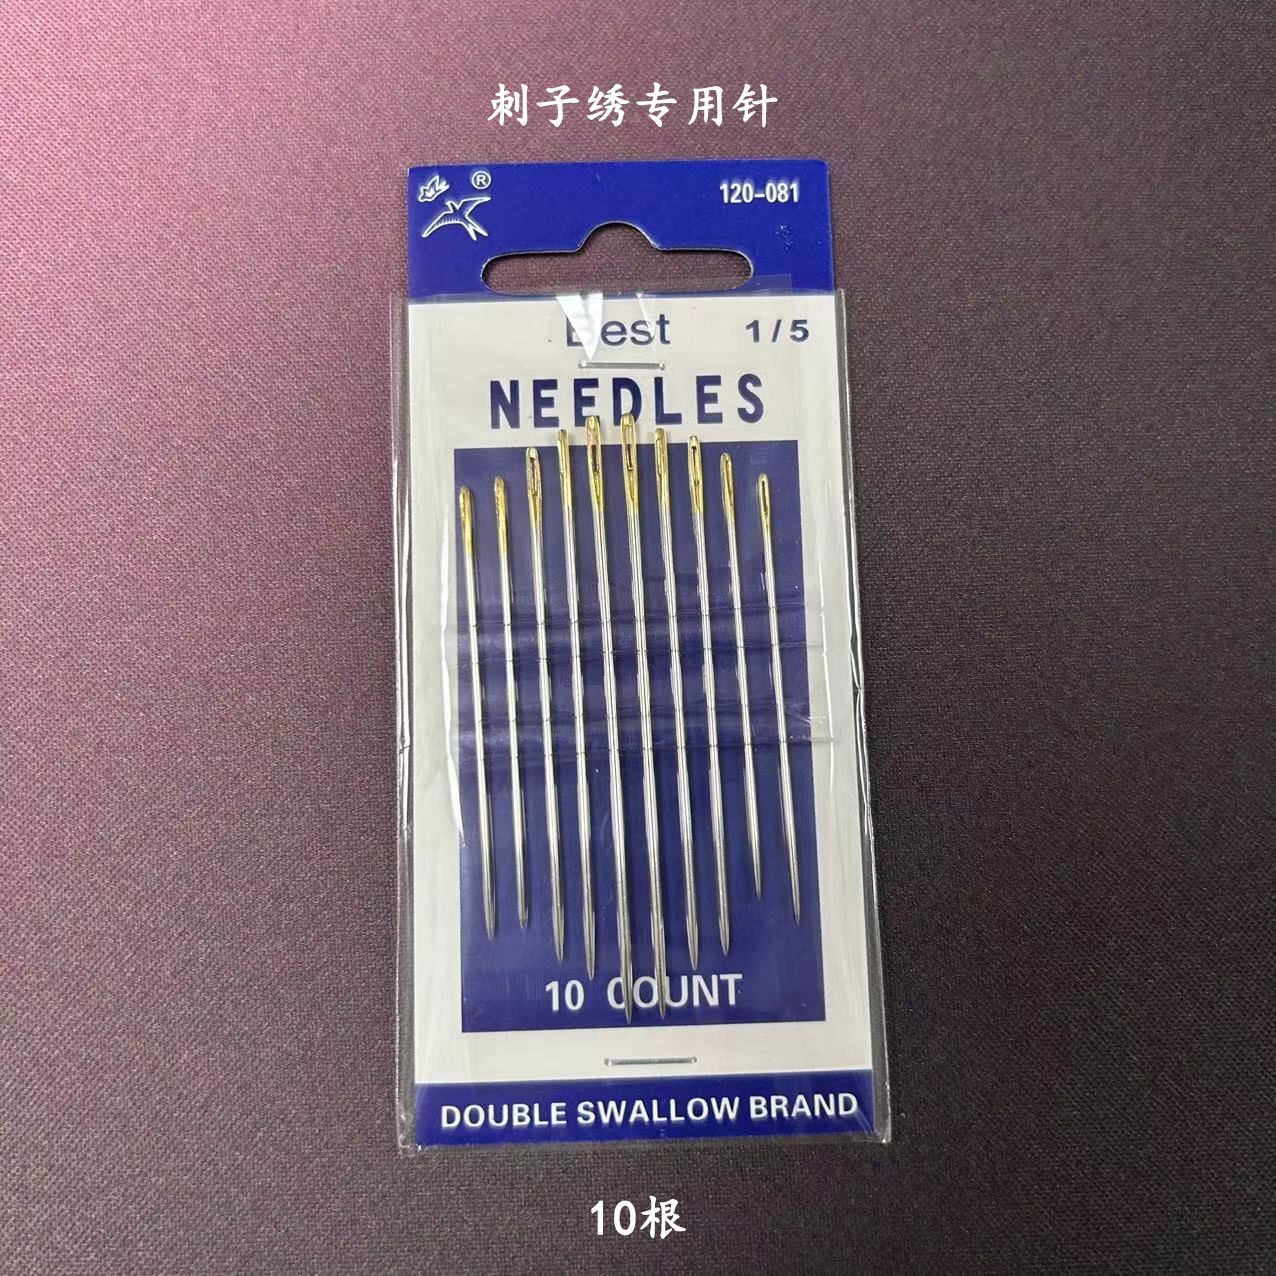 刺子绣专用针
®
120-081
Best 1/5
NEEDLES
10 COUNT
DOUBLE SWALLOW BRAND
10根